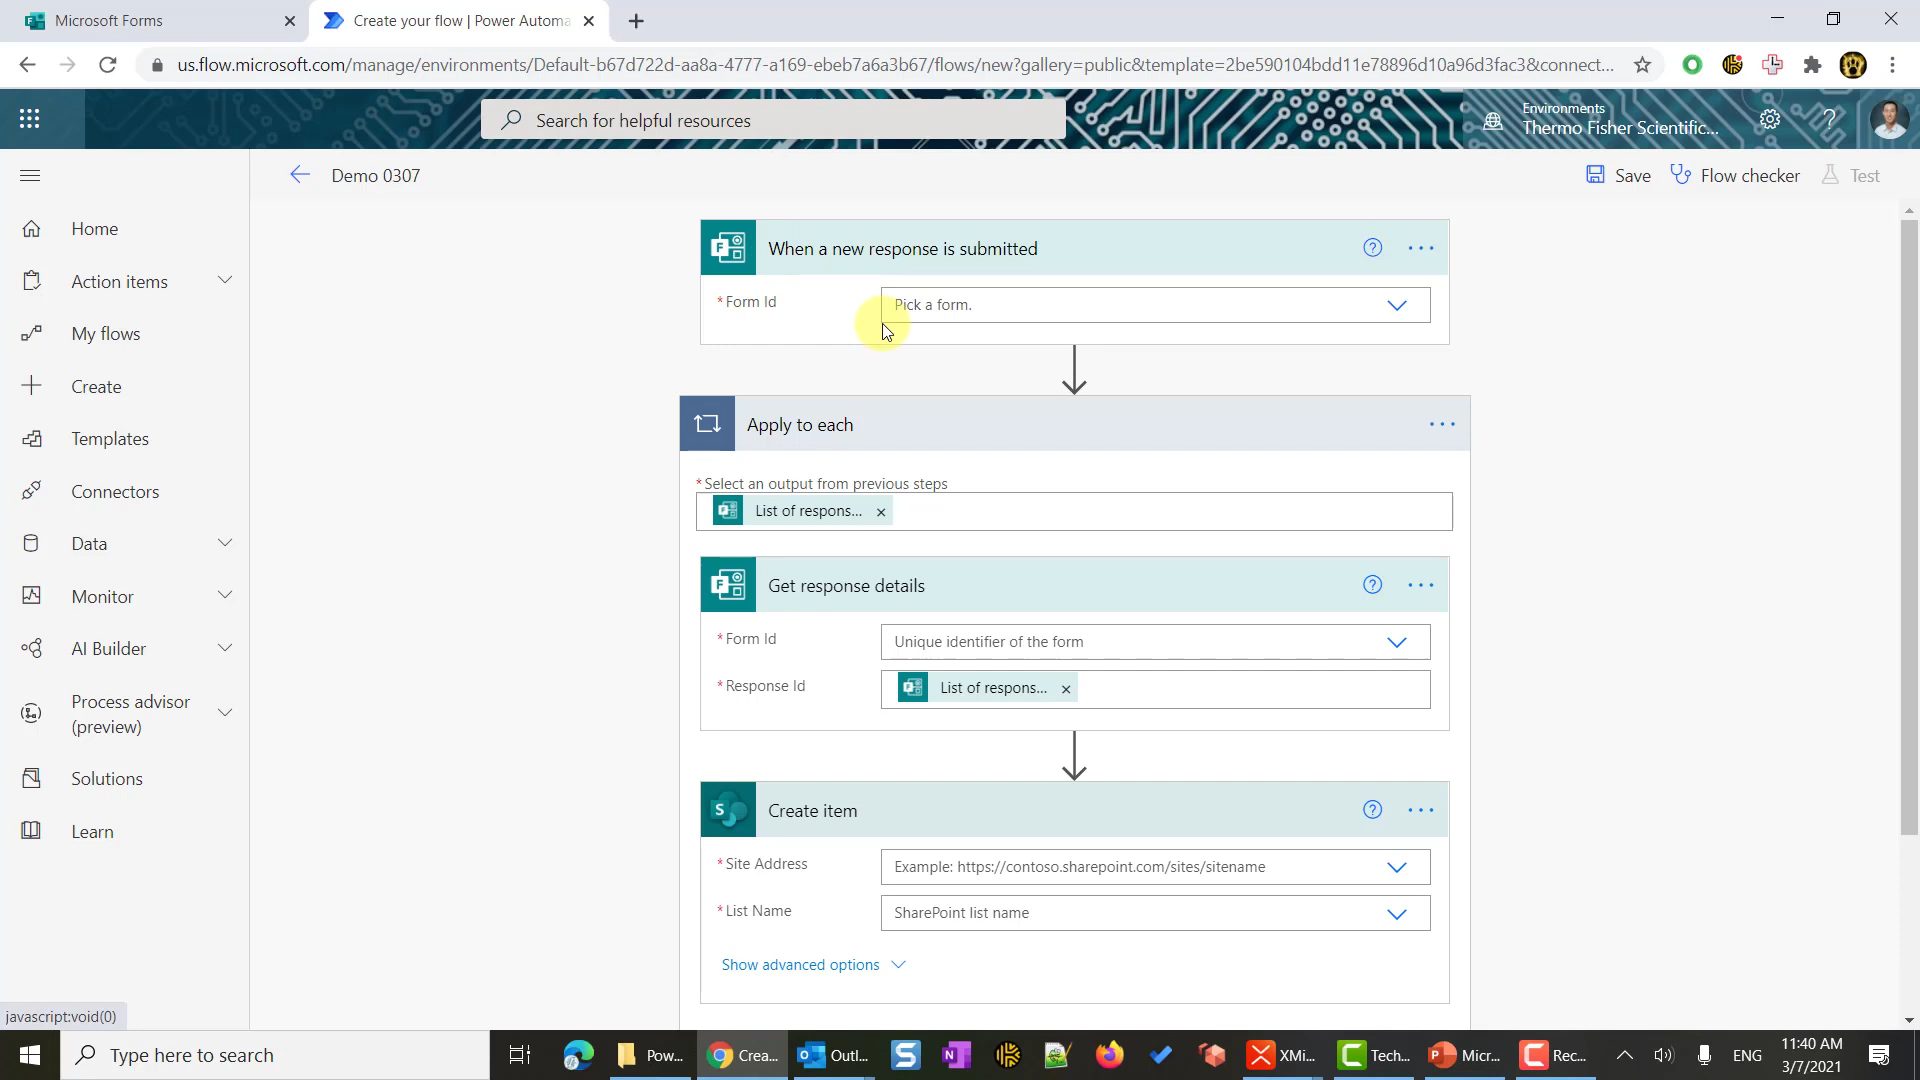 Microsoft Forms
Create your flow | Power Automa
us.flow.microsoft.com/manage/environments/Default-b67d722d-aa8a-4777-a169-ebeb7a6a3b67/flows/new?gallery=public&template=2be590104bdd11e78896d10a96d3fac3&connect...
Search for helpful resources
Environments
Thermo Fisher Scientific...
Demo 0307
Save
Flow checker
Test
Home
Action items
My flows
Create
Templates
Connectors
Data
Monitor
AI Builder
Process advisor
(preview)
Solutions
Learn
When a new response is submitted
* Form Id
Pick a form.
Apply to each
* Select an output from previous steps
List of respons... ×
Get response details
* Form Id
Unique identifier of the form
* Response Id
List of respons... ×
Create item
* Site Address
Example: https://contoso.sharepoint.com/sites/sitename
* List Name
SharePoint list name
Show advanced options
javascript:void(0)
Type here to search
Pow...
Crea...
Outl...
XMi...
Tech...
Micr...
Rec...
ENG
11:40 AM
3/7/2021